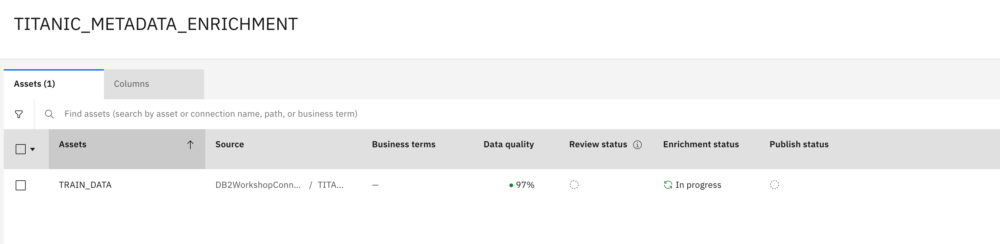 TITANIC_METADATA_ENRICHMENT
Assets (1) Columns
Find assets (search by asset or connection name, path, or business term)
Assets Source Business terms Data quality Review status Enrichment status Publish status
TRAIN_DATA DB2WorkshopConn... / TITA... — 97% In progress